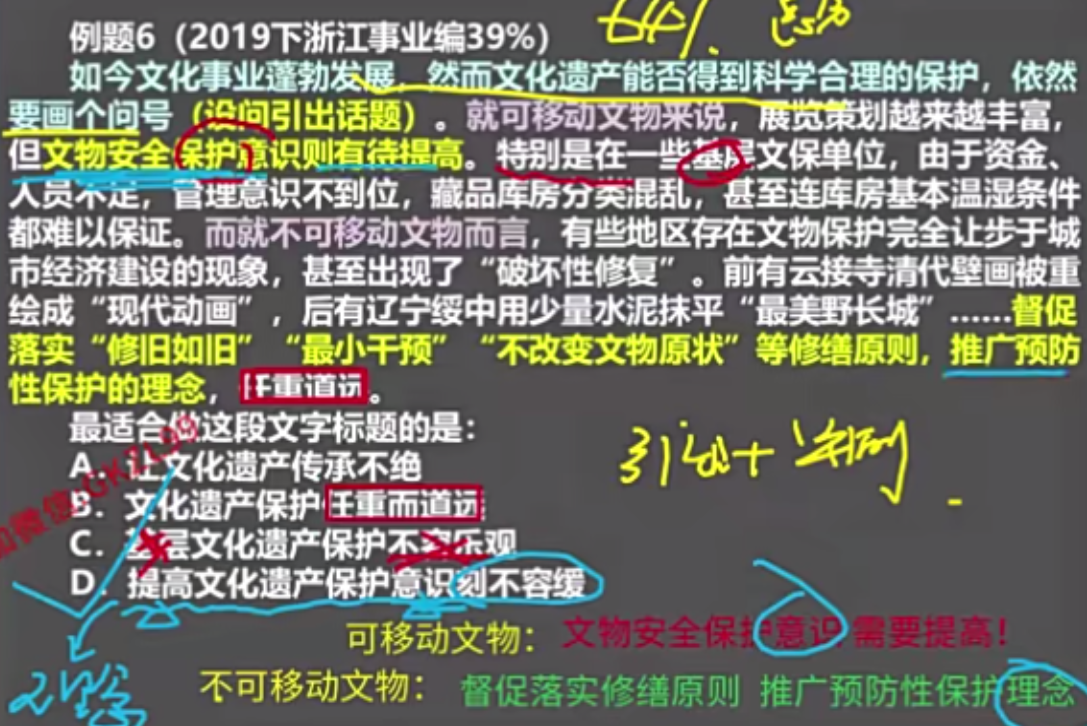 例题6（2019下浙江事业编39%）
如今文化事业蓬勃发展，然而文化遗产能否得到科学合理的保护，依然
要画个问号（设问引出话题）。就可移动文物来说，展览策划越来越丰富，
但文物安全保护意识则有待提高。特别是在一些基层文保单位，由于资金、
人员不足，管理意识不到位，藏品库房分类混乱，甚至连库房基本温湿条件
都难以保证。而就不可移动文物而言，有些地区存在文物保护完全让步于城
市经济建设的现象，甚至出现了“破坏性修复”。前有云接寺清代壁画被重
绘成“现代动画”，后有辽宁绥中用少量水泥抹平“最美野长城”……督促
落实“修旧如旧”“最小干预”“不改变文物原状”等修缮原则，推广预防
性保护的理念，任重道远。
最适合做这段文字标题的是：
A．让文化遗产传承不绝
B．文化遗产保护任重而道远
C．基层文化遗产保护不容乐观
D．提高文化遗产保护意识刻不容缓
可移动文物：文物安全保护意识 需要提高！
不可移动文物：督促落实修缮原则 推广预防性保护理念